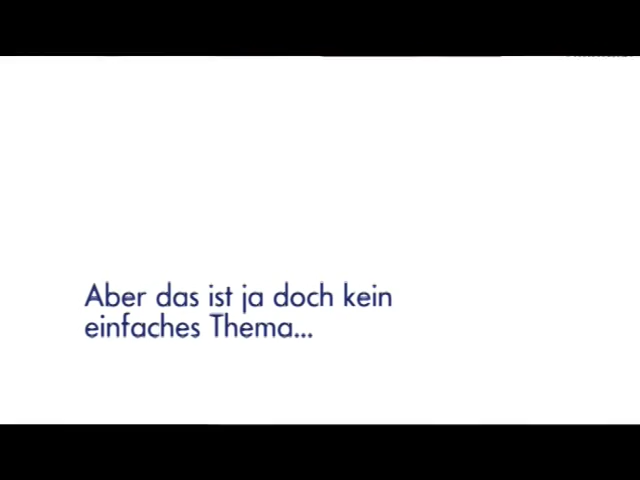 Aber das ist ja doch kein
einfaches Thema...